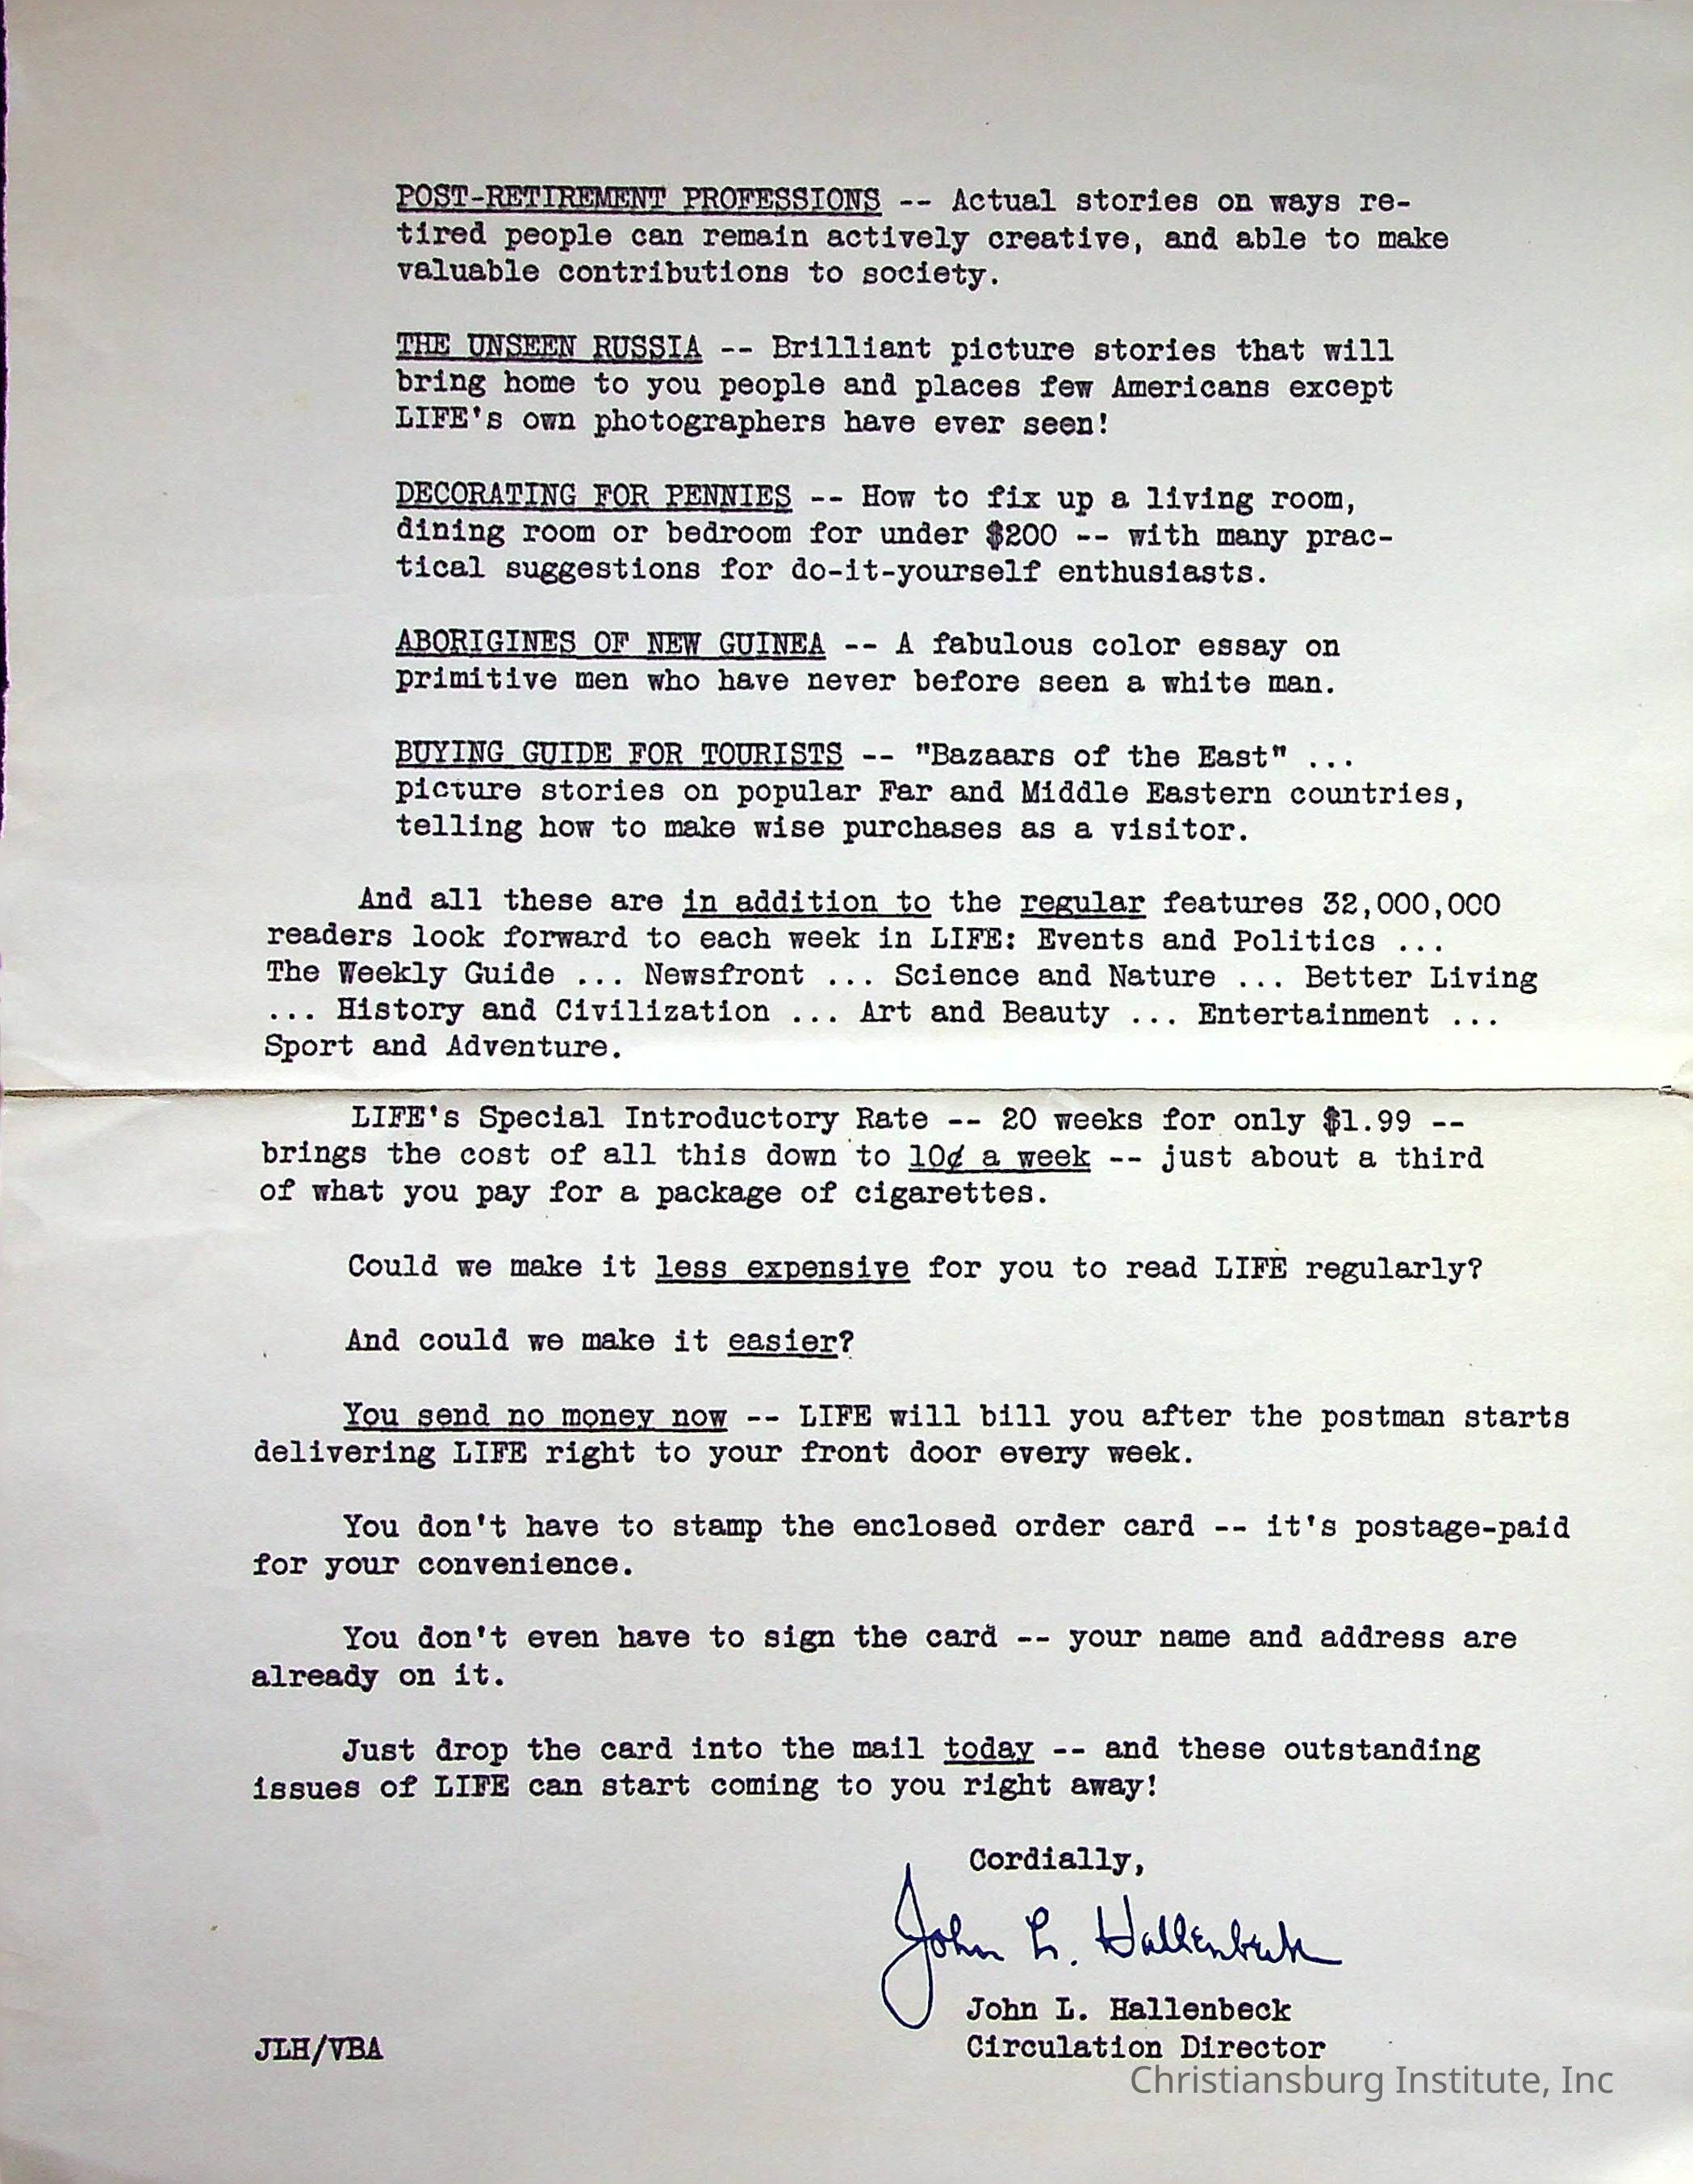 POST-RETIREMENT PROFESSIONS -- Actual stories on ways re-
tired people can remain actively creative, and able to make
valuable contributions to society.
THE UNSEEN RUSSIA -- Brilliant picture stories that will
bring home to you people and places few Americans except
LIFE's own photographers have ever seen!
DECORATING FOR PENNIES -- How to fix up a living room,
dining room or bedroom for under $200 -- with many prac-
tical suggestions for do-it-yourself enthusiasts.
ABORIGINES OF NEW GUINEA -- A fabulous color essay on
primitive men who have never before seen a white man.
BUYING GUIDE FOR TOURISTS -- "Bazaars of the East" ...
picture stories on popular Far and Middle Eastern countries,
telling how to make wise purchases as a visitor.
And all these are in addition to the regular features 32,000,000
readers look forward to each week in LIFE: Events and Politics ...
The Weekly Guide ... Newsfront ... Science and Nature ... Better Living
... History and Civilization ... Art and Beauty ... Entertainment ...
Sport and Adventure.
LIFE's Special Introductory Rate -- 20 weeks for only $1.99 --
brings the cost of all this down to 10¢ a week -- just about a third
of what you pay for a package of cigarettes.
Could we make it less expensive for you to read LIFE regularly?
And could we make it easier?
You send no money now -- LIFE will bill you after the postman starts
delivering LIFE right to your front door every week.
You don't have to stamp the enclosed order card -- it's postage-paid
for your convenience.
You don't even have to sign the card -- your name and address are
already on it.
Just drop the card into the mail today -- and these outstanding
issues of LIFE can start coming to you right away!
Cordially,
John L. Hallenbeck
John L. Hallenbeck
JLH/VBA Circulation Director
Christiansburg Institute, Inc